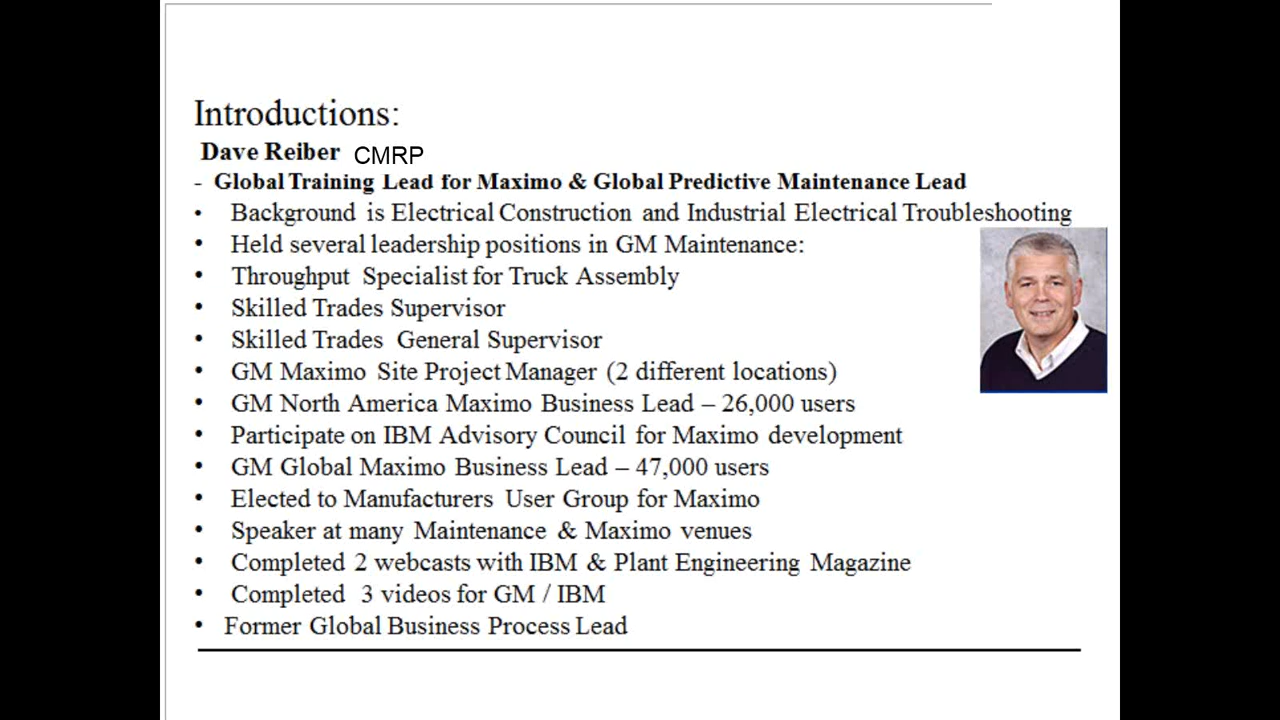 Introductions:
Dave Reiber CMRP
- Global Training Lead for Maximo & Global Predictive Maintenance Lead
• Background is Electrical Construction and Industrial Electrical Troubleshooting
• Held several leadership positions in GM Maintenance:
• Throughput Specialist for Truck Assembly
• Skilled Trades Supervisor
• Skilled Trades General Supervisor
• GM Maximo Site Project Manager (2 different locations)
• GM North America Maximo Business Lead – 26,000 users
• Participate on IBM Advisory Council for Maximo development
• GM Global Maximo Business Lead – 47,000 users
• Elected to Manufacturers User Group for Maximo
• Speaker at many Maintenance & Maximo venues
• Completed 2 webcasts with IBM & Plant Engineering Magazine
• Completed 3 videos for GM / IBM
• Former Global Business Process Lead